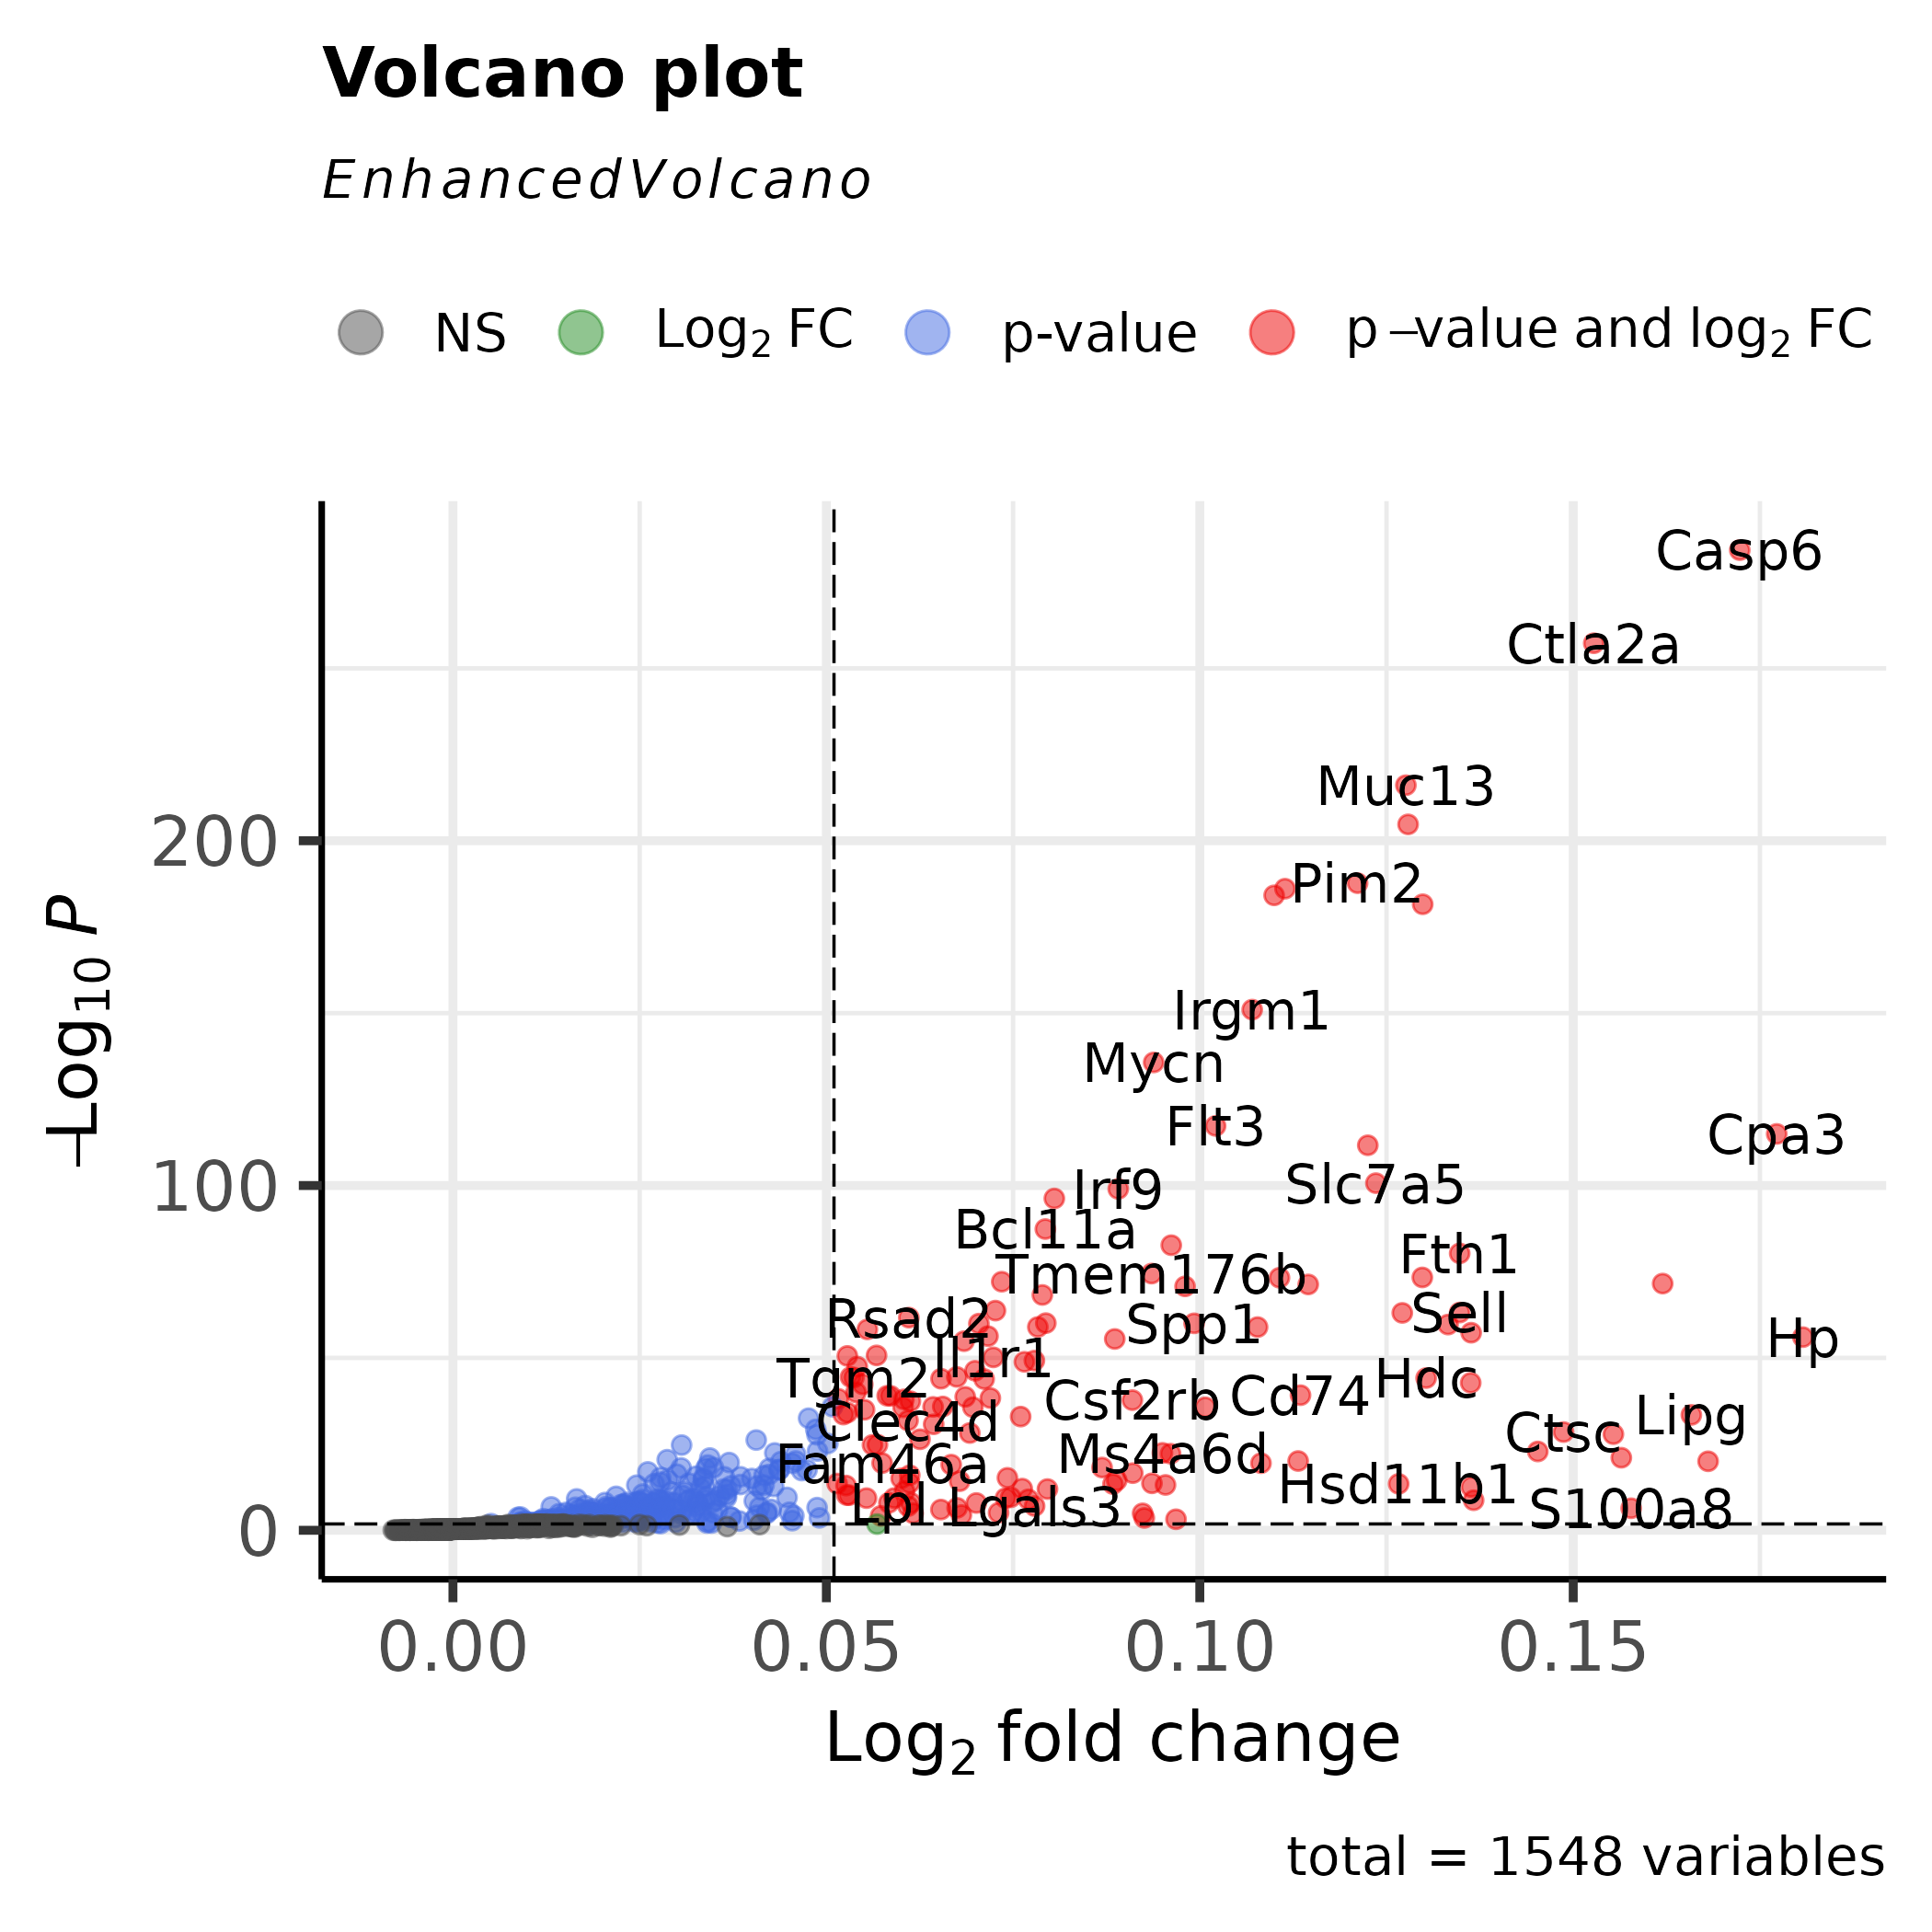 Volcano plot
EnhancedVolcano
NS Log₂ FC p-value p−value and log₂ FC
Casp6
Ctla2a
Muc13
200
Pim2
Irgm1
Mycn
Flt3
Cpa3
100
Slc7a5
Irf9
Bcl11a
Fth1
Tmem176b
Sell
Rsad2
Spp1
Hp
Il1r1
Tgm2
Hdc
Cd74
Csf2rb
Lipg
Clec4d
Ctsc
Ms4a6d
Fam46a
Hsd11b1
Lpl
Lgals3
S100a8
0
−Log₁₀ P
0.00 0.05 0.10 0.15
Log₂ fold change
total = 1548 variables